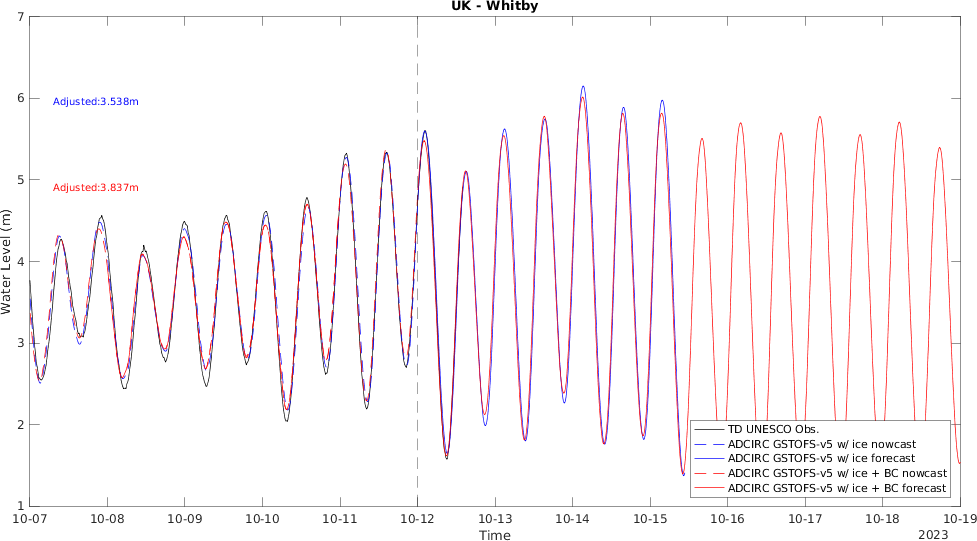 UK - Whitby
7
6
5
4
3
2
1
Water Level (m)
Adjusted:3.538m
Adjusted:3.837m
TD UNESCO Obs.
ADCIRC GSTOFS-v5 w/ ice nowcast
ADCIRC GSTOFS-v5 w/ ice forecast
ADCIRC GSTOFS-v5 w/ ice + BC nowcast
ADCIRC GSTOFS-v5 w/ ice + BC forecast
10-07 10-08 10-09 10-10 10-11 10-12 10-13 10-14 10-15 10-16 10-17 10-18 10-19
Time
2023